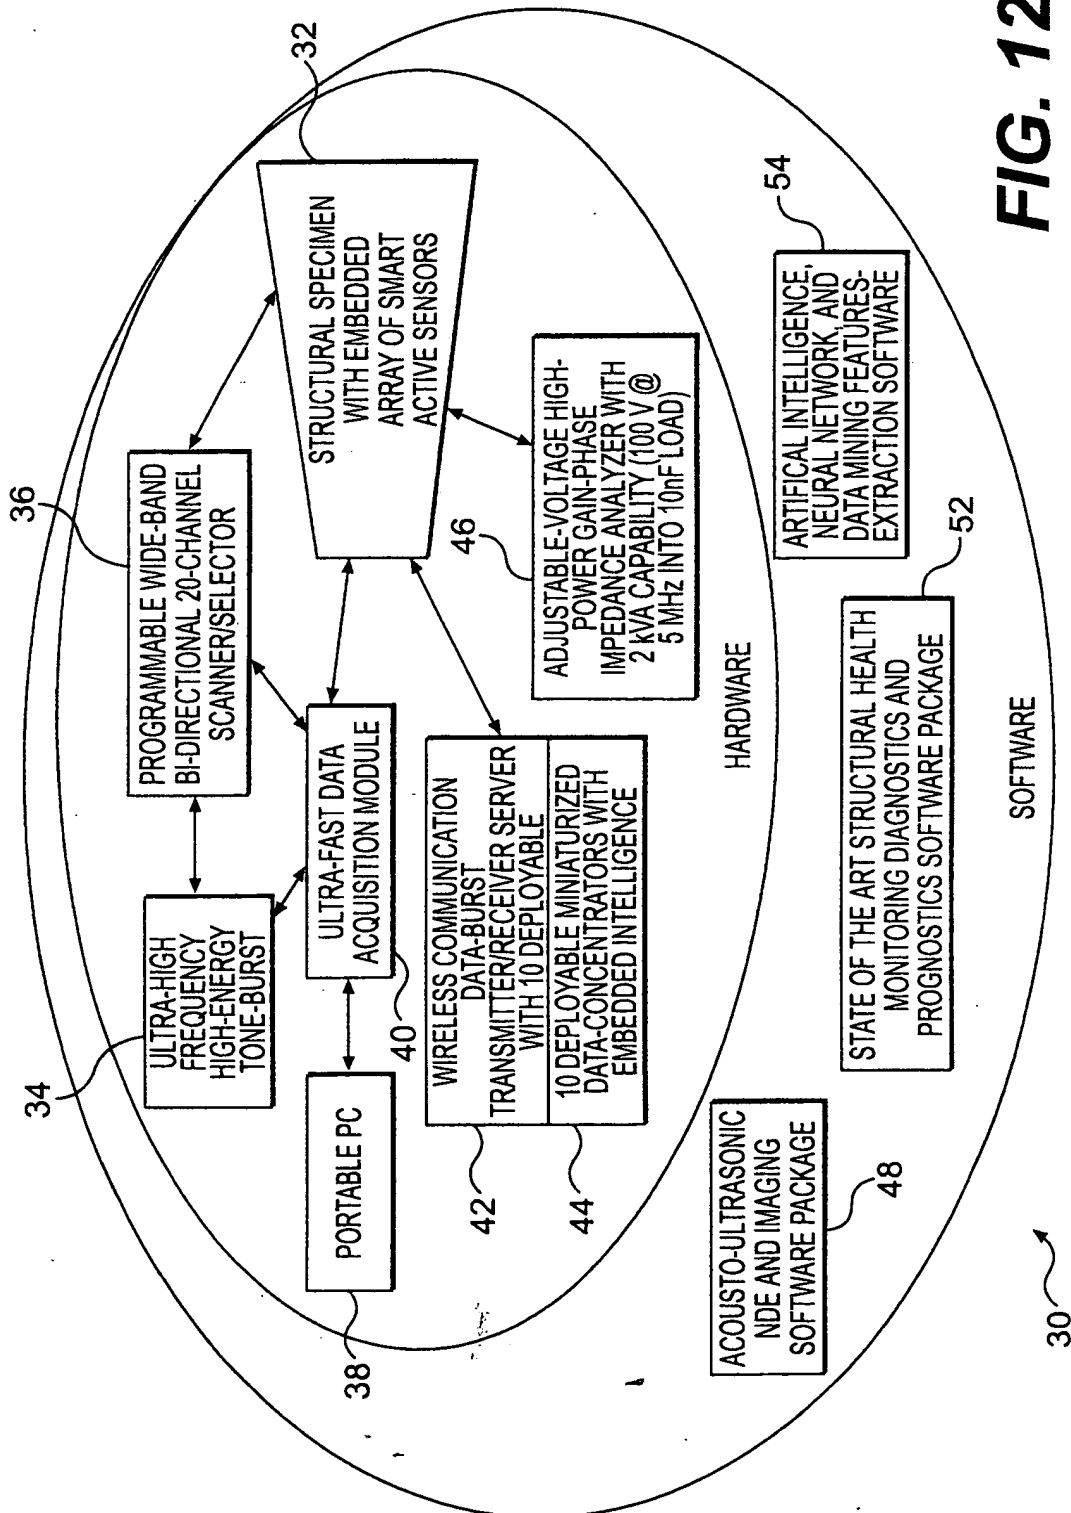 34
ULTRA-HIGH
FREQUENCY
HIGH-ENERGY
TONE-BURST
36
PROGRAMMABLE WIDE-BAND
BI-DIRECTIONAL 20-CHANNEL
SCANNER/SELECTOR
32
STRUCTURAL SPECIMEN
WITH EMBEDDED
ARRAY OF SMART
ACTIVE SENSORS
38
PORTABLE PC
40
ULTRA-FAST DATA
ACQUISITION MODULE
42
WIRELESS COMMUNICATION
DATA-BURST
TRANSMITTER/RECEIVER SERVER
WITH 10 DEPLOYABLE
44
10 DEPLOYABLE MINIATURIZED
DATA-CONCENTRATORS WITH
EMBEDDED INTELLIGENCE
46
ADJUSTABLE-VOLTAGE HIGH-
POWER GAIN-PHASE
IMPEDANCE ANALYZER WITH
2 kVA CAPABILITY (100 V @
5 MHz INTO 10nF LOAD)
HARDWARE
48
ACOUSTO-ULTRASONIC
NDE AND IMAGING
SOFTWARE PACKAGE
52
STATE OF THE ART STRUCTURAL HEALTH
MONITORING DIAGNOSTICS AND
PROGNOSTICS SOFTWARE PACKAGE
54
ARTIFICAL INTELLIGENCE,
NEURAL NETWORK, AND
DATA MINING FEATURES-
EXTRACTION SOFTWARE
SOFTWARE
30
FIG. 12